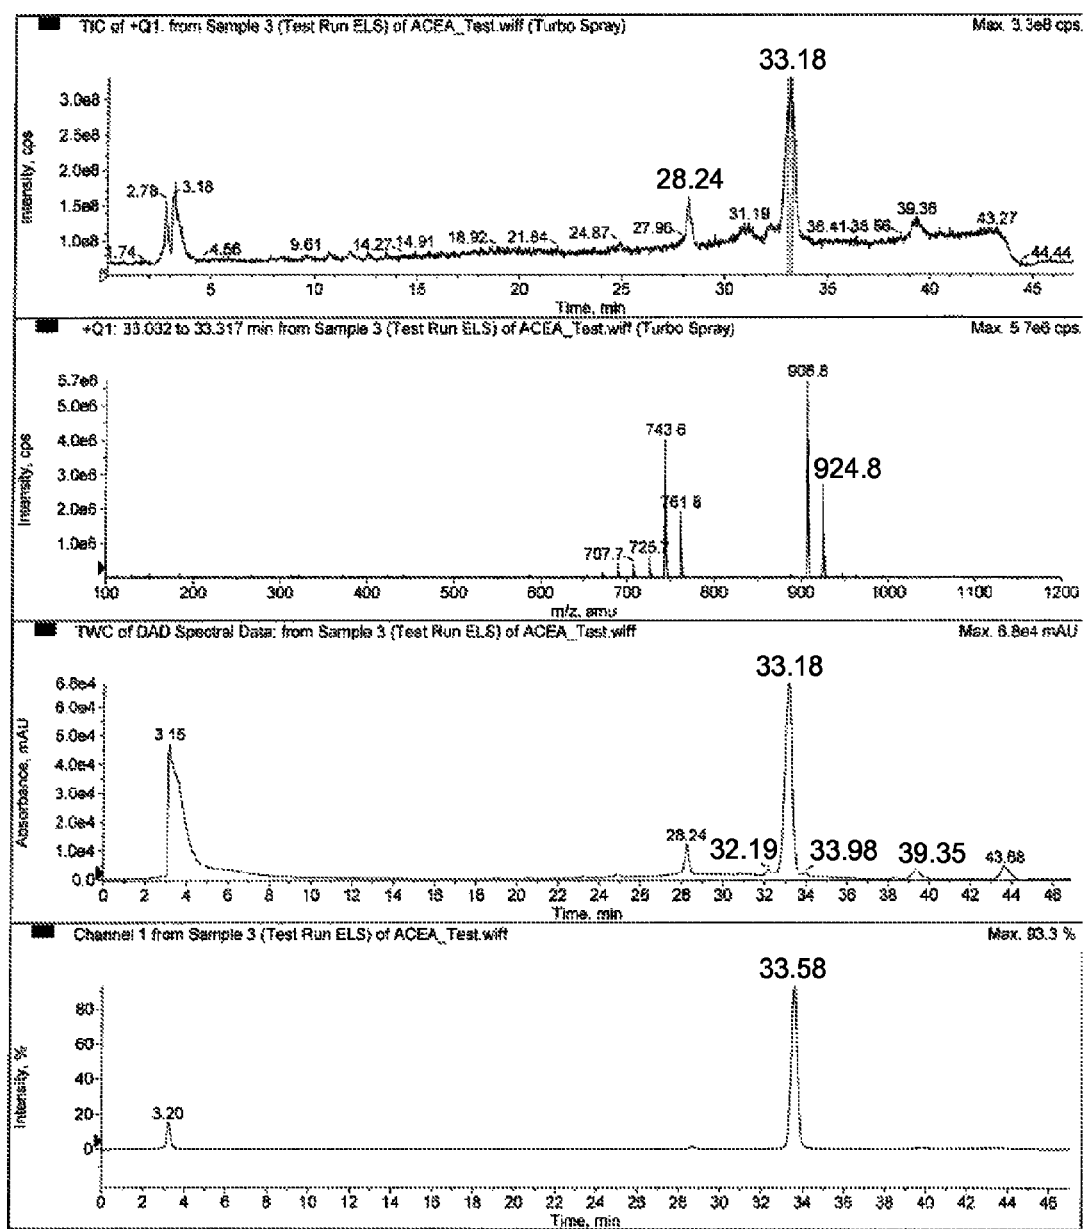 TIC of +Q1: from Sample 3 (Test Run ELS) of ACEA_Test.wiff (Turbo Spray) Max. 3.3e8 cps.
33.18
3.0e8
2.5e8
2.0e8
1.5e8
1.0e8
Intensity, cps
2.78 3.18 28.24
1.74 4.56 9.61 14.27 14.91 18.92 21.84 24.87 27.96 31.19 39.38 43.27 44.44
5 10 15 20 25 30 35 40 45
Time, min
+Q1: 33.032 to 33.317 min from Sample 3 (Test Run ELS) of ACEA_Test.wiff (Turbo Spray) Max. 5.7e6 cps.
5.7e6
5.0e6
4.0e6
3.0e6
2.0e6
1.0e6
Intensity, cps
743.6 924.8
761.8
707.7 725.7
100 200 300 400 500 600 700 800 900 1000 1100 1200
m/z, amu
TWC of DAD Spectral Data: from Sample 3 (Test Run ELS) of ACEA_Test.wiff Max. 6.8e4 mAU
33.18
6.8e4
6.0e4
5.0e4
4.0e4
3.0e4
2.0e4
1.0e4
0.0
Absorbance, mAU
3.15
28.24 32.19 33.98 39.35 43.68
0 2 4 6 8 10 12 14 16 18 20 22 24 26 28 30 32 34 36 38 40 42 44 46
Time, min
Channel 1 from Sample 3 (Test Run ELS) of ACEA_Test.wiff Max. 93.3 %
33.58
80
60
40
20
0
Intensity, %
3.20
0 2 4 6 8 10 12 14 16 18 20 22 24 26 28 30 32 34 36 38 40 42 44 46
Time, min